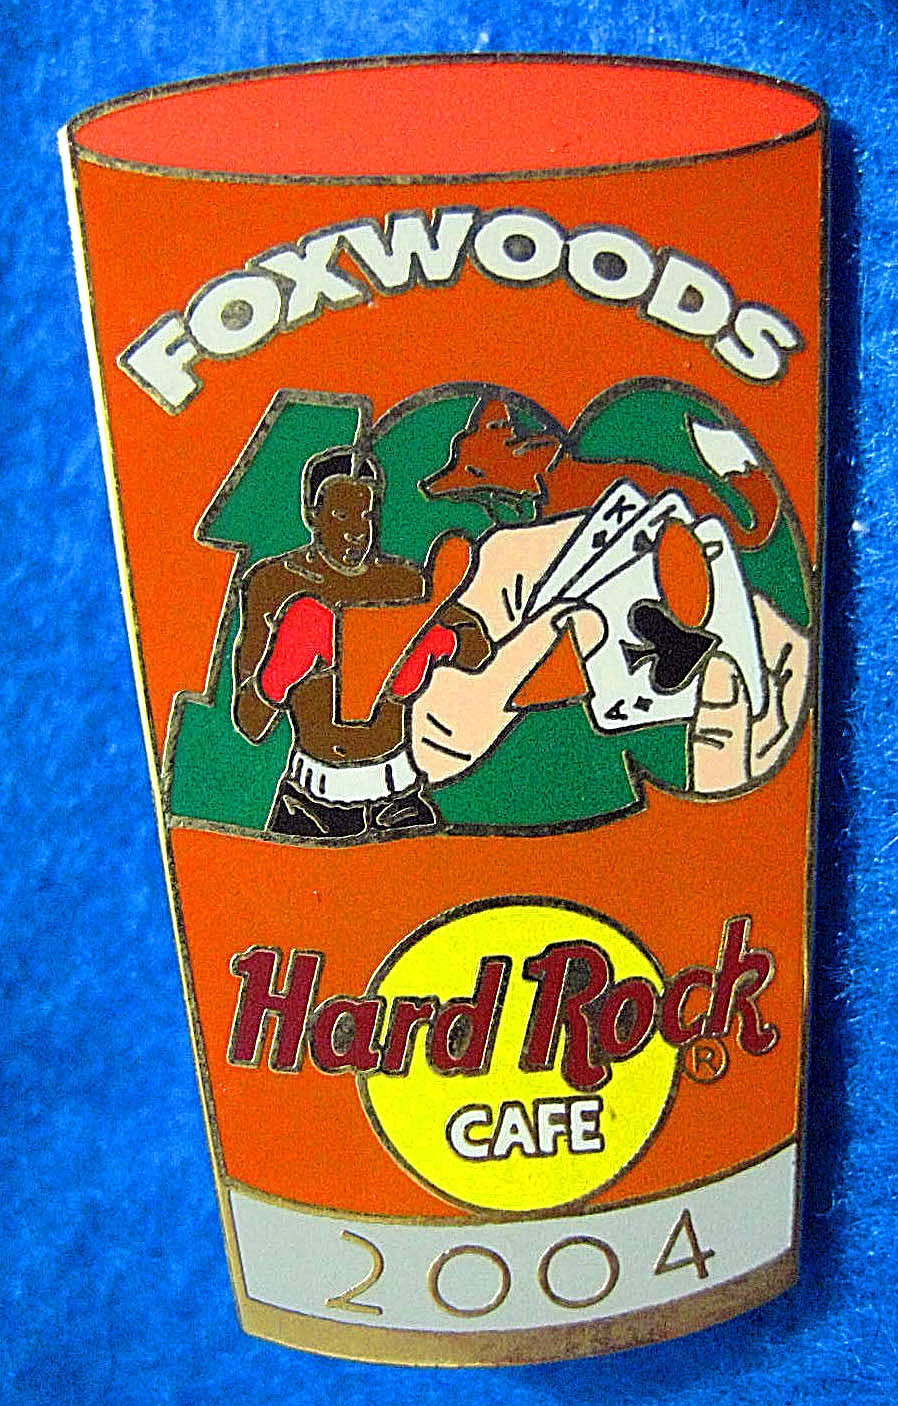 FOXWOODS
K
A
Hard Rock ®
CAFE
2004